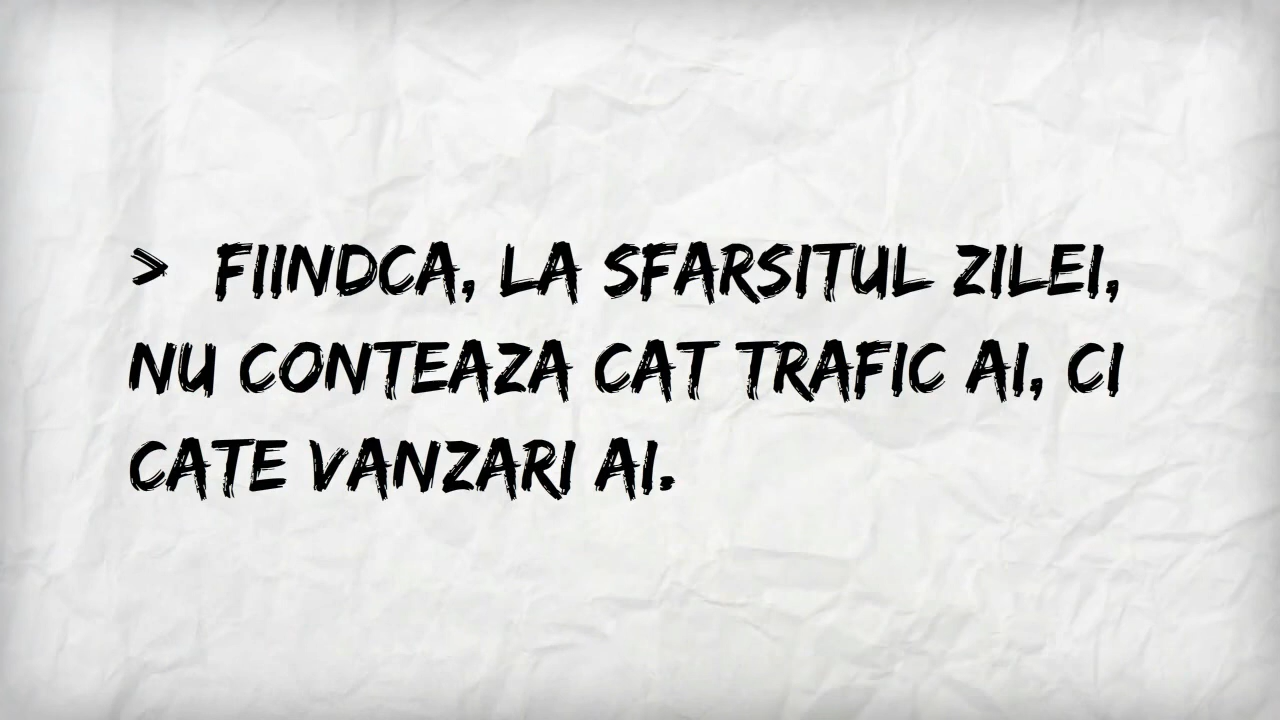 > FIINDCA, LA SFARSITUL ZILEI,
NU CONTEAZA CAT TRAFIC AI, CI
CATE VANZARI AI.